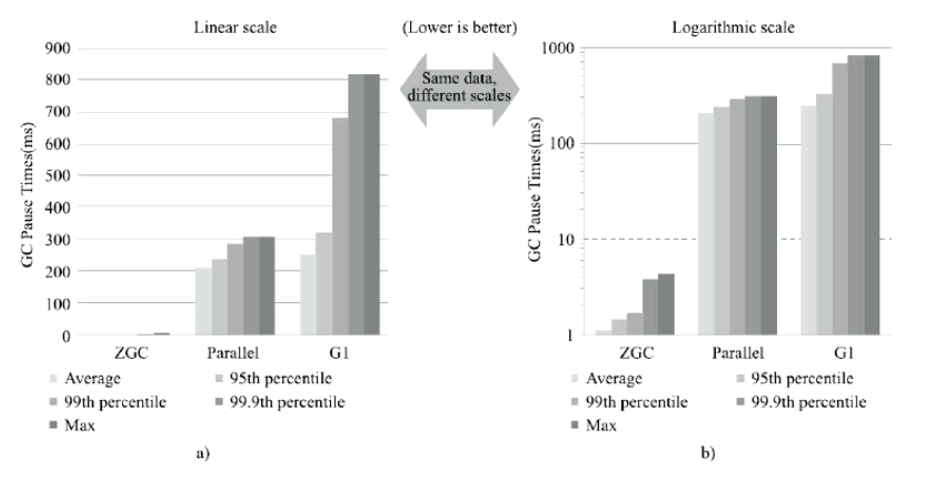 Linear scale
(Lower is better)
Logarithmic scale
Same data,
different scales
GC Pause Times(ms)
900
800
700
600
500
400
300
200
100
0
ZGC
Parallel
G1
Average
95th percentile
99th percentile
99.9th percentile
Max
a)
GC Pause Times(ms)
1000
100
10
1
ZGC
Parallel
G1
Average
95th percentile
99th percentile
99.9th percentile
Max
b)